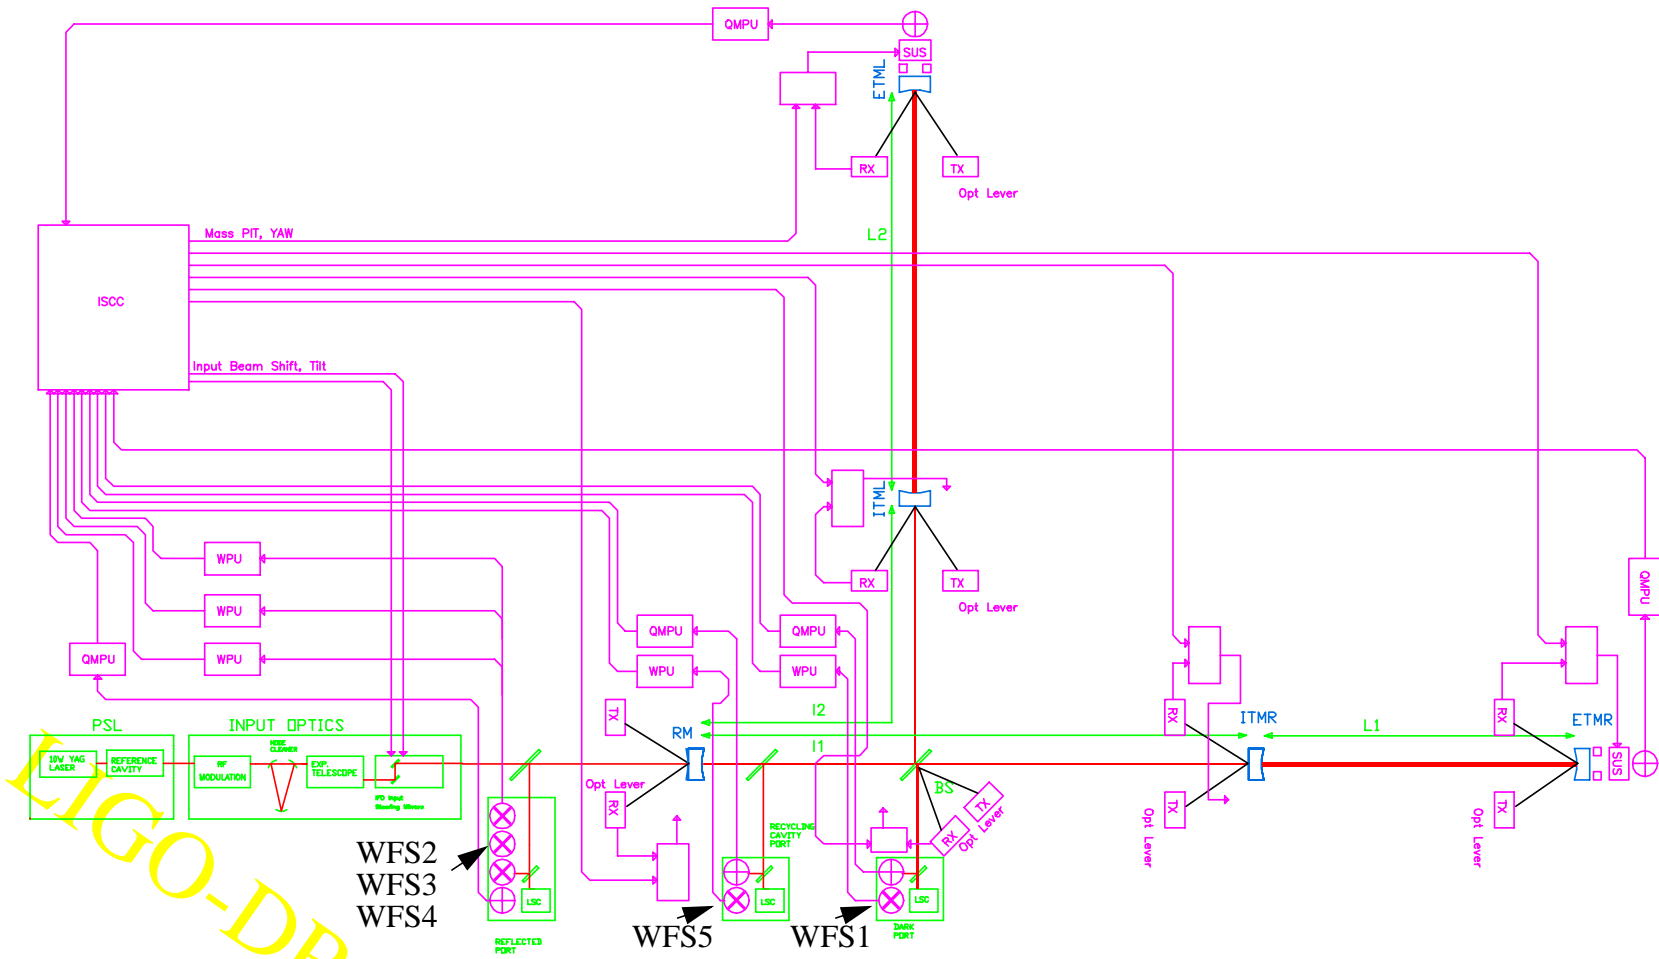 QMPU
SUS
ETML
RX
TX
Opt Lever
Mass PIT, YAW
L2
ISCC
Input Beam Shift, Tilt
ITML
RX
TX
Opt Lever
QMPU
WPU
WPU
QMPU
WPU
QMPU
WPU
QMPU
WPU
PSL
INPUT OPTICS
MODE
CLEANER
10W YAG
LASER
REFERENCE
CAVITY
RF
MODULATION
EXP.
TELESCOPE
IFO Input
Steering Mirrors
TX
RM
l2
l1
Opt Lever
RX
BS
TX
RX
Opt Lever
RX
ITMR
TX
Opt Lever
L1
RX
ETMR
SUS
TX
Opt Lever
RECYCLING
CAVITY
PORT
WFS2
WFS3
WFS4
LSC
LSC
LSC
WFS5
WFS1
REFLECTED
PORT
DARK
PORT